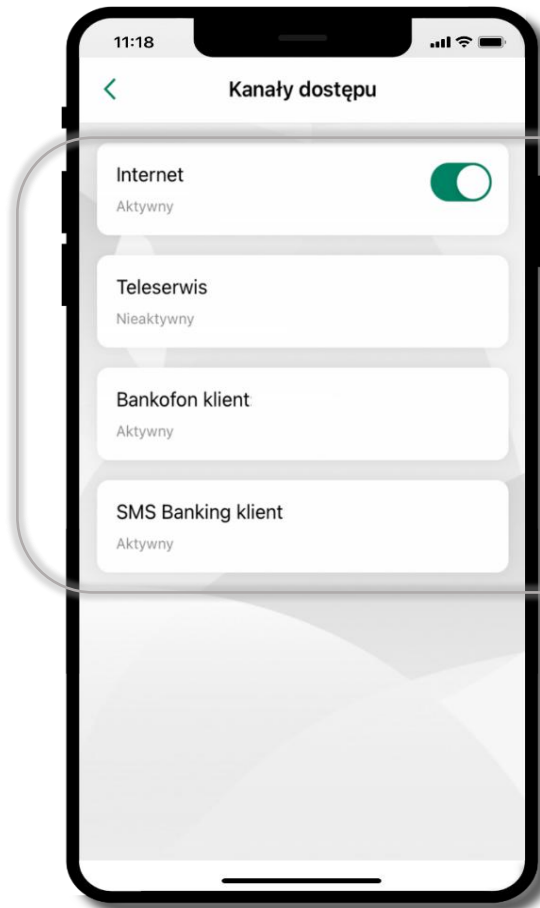 11:18
Kanały dostępu
Internet
Aktywny
Teleserwis
Nieaktywny
Bankofon klient
Aktywny
SMS Banking klient
Aktywny